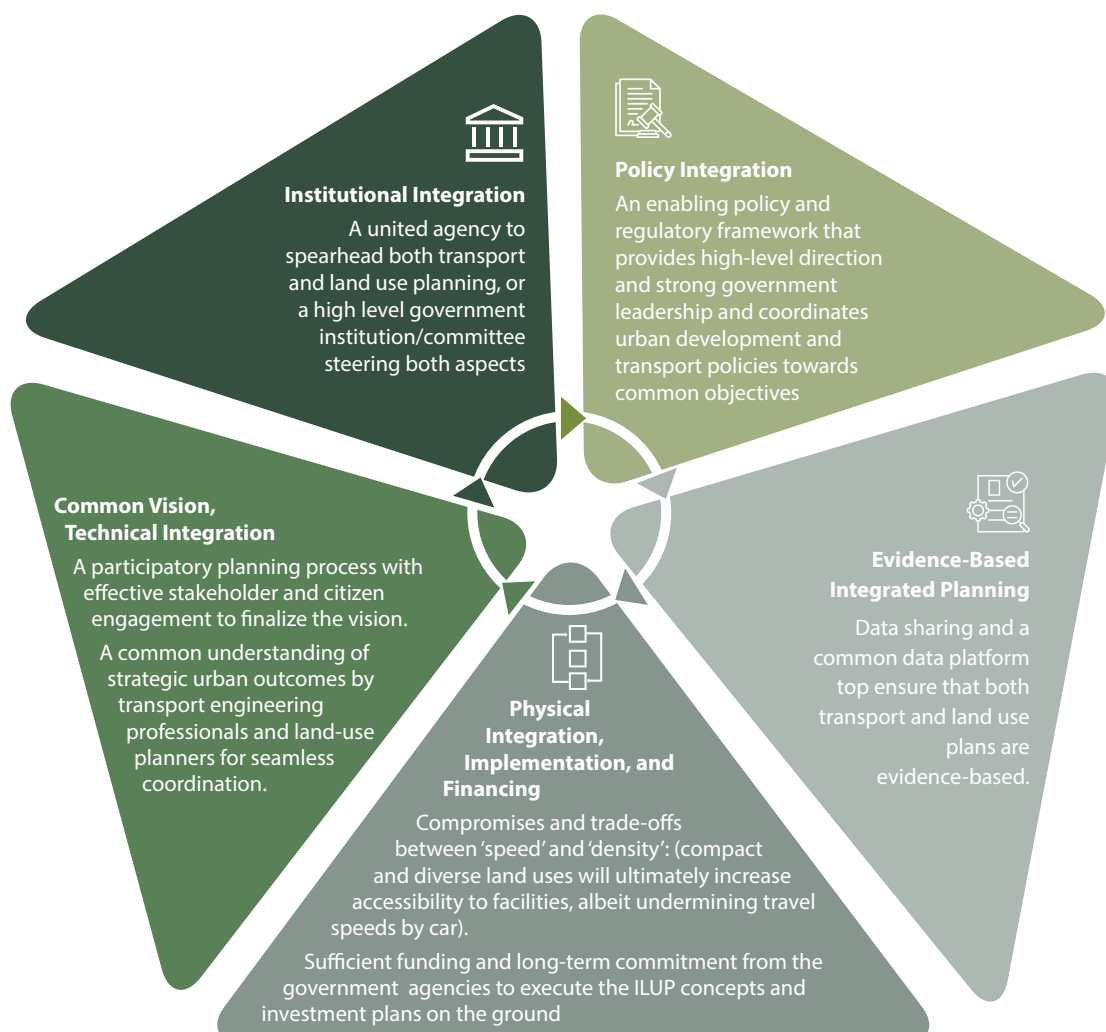 Institutional Integration
A united agency to
spearhead both transport
and land use planning, or
a high level government
institution/committee
steering both aspects
Policy Integration
An enabling policy and
regulatory framework that
provides high-level direction
and strong government
leadership and coordinates
urban development and
transport policies towards
common objectives
Evidence-Based
Integrated Planning
Data sharing and a
common data platform
top ensure that both
transport and land use
plans are
evidence-based.
Physical
Integration,
Implementation, and
Financing
Compromises and trade-offs
between ‘speed’ and ‘density’: (compact
and diverse land uses will ultimately increase
accessibility to facilities, albeit undermining travel
speeds by car).
Sufficient funding and long-term commitment from the
government agencies to execute the ILUP concepts and
investment plans on the ground
Common Vision,
Technical Integration
A participatory planning process with
effective stakeholder and citizen
engagement to finalize the vision.
A common understanding of
strategic urban outcomes by
transport engineering
professionals and land-use
planners for seamless
coordination.